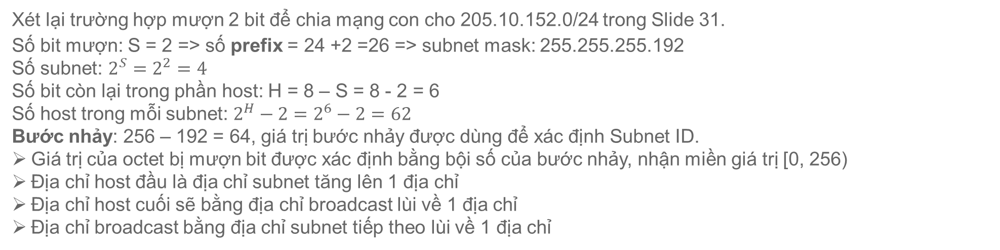 Xét lại trường hợp mượn 2 bit để chia mạng con cho 205.10.152.0/24 trong Slide 31.
Số bit mượn: S = 2 => số prefix = 24 +2 =26 => subnet mask: 255.255.255.192
Số subnet: 2^S = 2^2 = 4
Số bit còn lại trong phần host: H = 8 – S = 8 - 2 = 6
Số host trong mỗi subnet: 2^H − 2 = 2^6 − 2 = 62
Bước nhảy: 256 – 192 = 64, giá trị bước nhảy được dùng để xác định Subnet ID.
➢ Giá trị của octet bị mượn bit được xác định bằng bội số của bước nhảy, nhận miền giá trị [0, 256)
➢ Địa chỉ host đầu là địa chỉ subnet tăng lên 1 địa chỉ
➢ Địa chỉ host cuối sẽ bằng địa chỉ broadcast lùi về 1 địa chỉ
➢ Địa chỉ broadcast bằng địa chỉ subnet tiếp theo lùi về 1 địa chỉ